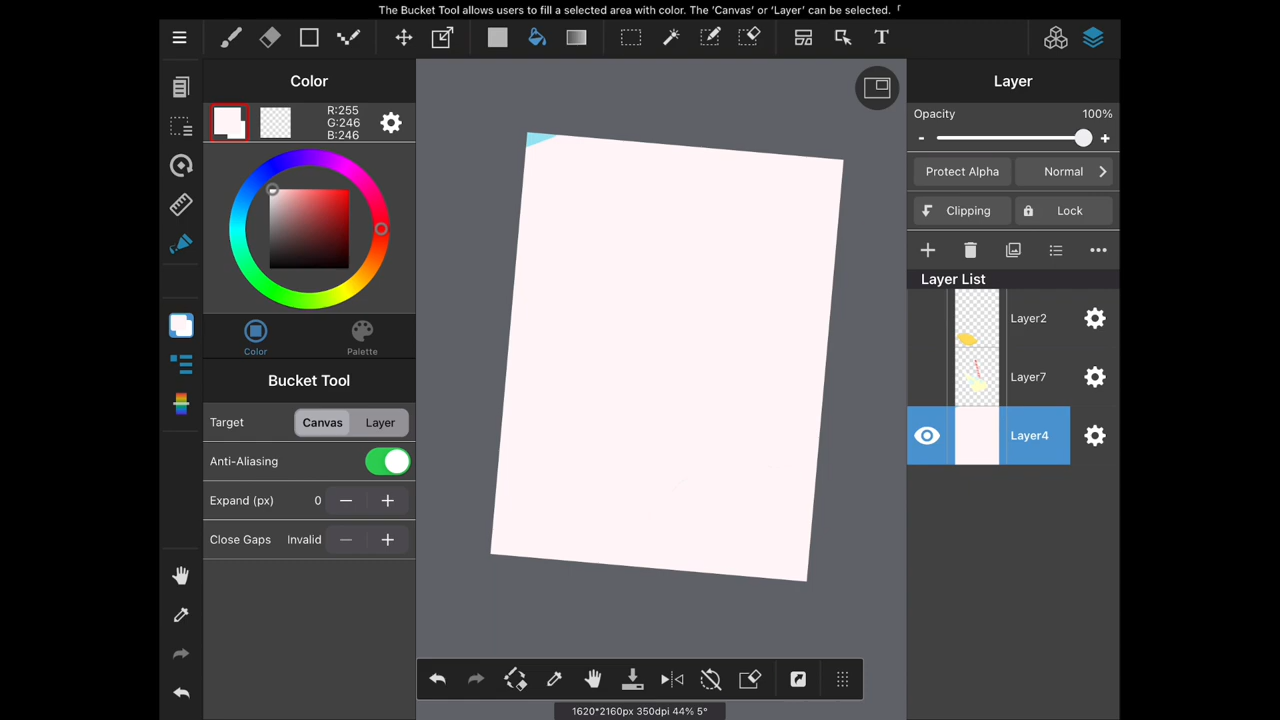 The 'Bucket Tool allows users to fill a selected area with color. The 'Canvas' or 'Layer' can be selected. 「
Color
R:255
G:246
B:246
Color
Palette
Bucket Tool
Target
Canvas
Layer
Anti-Aliasing
Expand (px)
0
Close Gaps
Invalid
T
Layer
Opacity
100%
Protect Alpha
Normal
Clipping
Lock
Layer List
Layer2
Layer7
Layer4
1620*2160px 350dpi 44% 5°